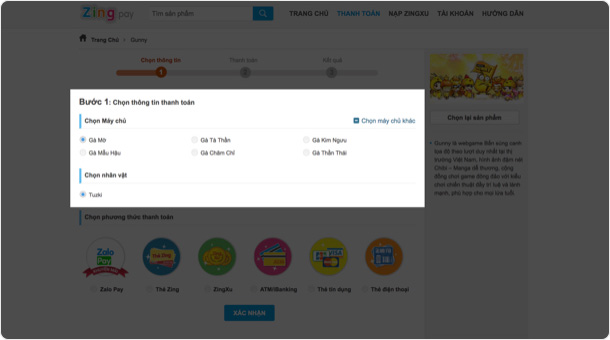 Zing pay
Tìm sản phẩm
TRANG CHỦ THANH TOÁN NẠP ZINGXU TÀI KHOẢN HƯỚNG DẪN
Trang Chủ > Gunny
Chọn thông tin Thanh toán Kết quả
1 2 3
Bước 1: Chọn thông tin thanh toán
Chọn Máy chủ Chọn máy chủ khác
Gà Mờ Gà Tà Thần Gà Kim Ngưu
Gà Mẫu Hậu Gà Chăm Chỉ Gà Thần Thái
Chọn nhân vật
Tuzki
Chọn phương thức thanh toán
Zalo Pay Thẻ Zing ZingXu ATM/iBanking Thẻ tín dụng Thẻ điện thoại
XÁC NHẬN
Chọn lại sản phẩm
Gunny là webgame Bắn súng canh
tọa độ theo lượt duy nhất tại thị
trường Việt Nam, hình ảnh đậm nét
Chibi - Manga dễ thương, cộng
đồng chơi game đông đảo với kiểu
chơi chiến thuật đầy trí tuệ và lành
mạnh, phù hợp cho mọi lứa tuổi.